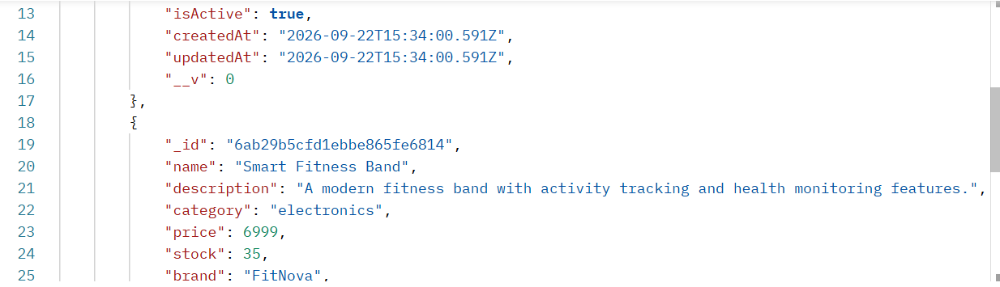 13 "isActive": true,
14 "createdAt": "2026-09-22T15:34:00.591Z",
15 "updatedAt": "2026-09-22T15:34:00.591Z",
16 "__v": 0
17 },
18 {
19 "_id": "6ab29b5cfd1ebbe865fe6814",
20 "name": "Smart Fitness Band",
21 "description": "A modern fitness band with activity tracking and health monitoring features.",
22 "category": "electronics",
23 "price": 6999,
24 "stock": 35,
25 "brand": "FitNova",